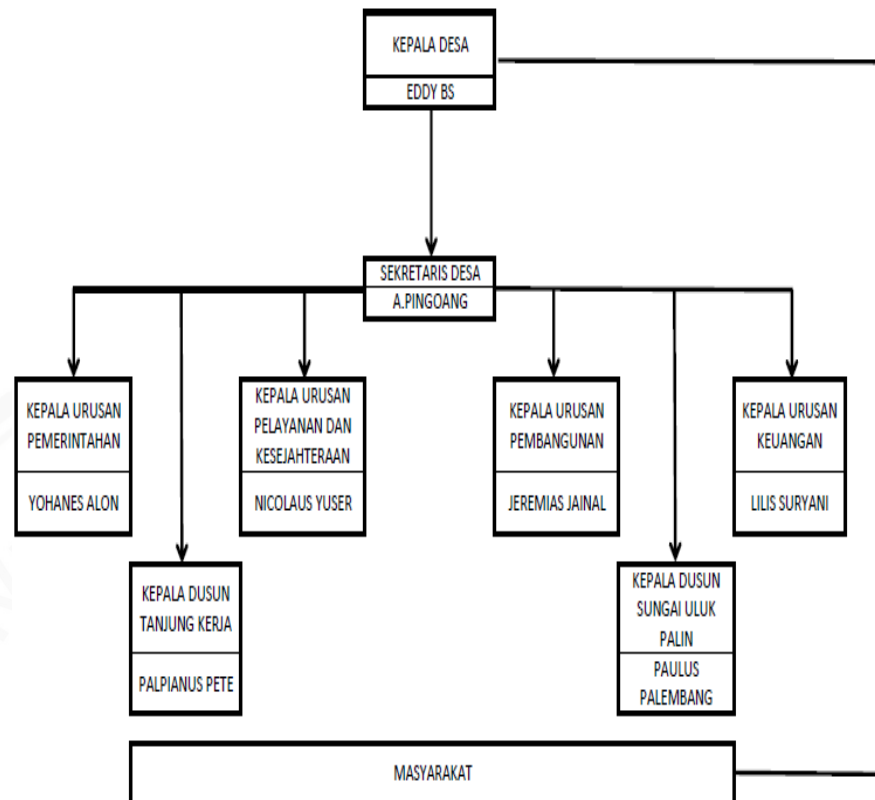 KEPALA DESA
EDDY BS
SEKRETARIS DESA
A.PINGOANG
KEPALA URUSAN
PEMERINTAHAN
YOHANES ALON
KEPALA URUSAN
PELAYANAN DAN
KESEJAHTERAAN
NICOLAUS YUSER
KEPALA URUSAN
PEMBANGUNAN
JEREMIAS JAINAL
KEPALA URUSAN
KEUANGAN
LILIS SURYANI
KEPALA DUSUN
TANJUNG KERJA
PALPIANUS PETE
KEPALA DUSUN
SUNGAI ULUK
PALIN
PAULUS
PALEMBANG
MASYARAKAT